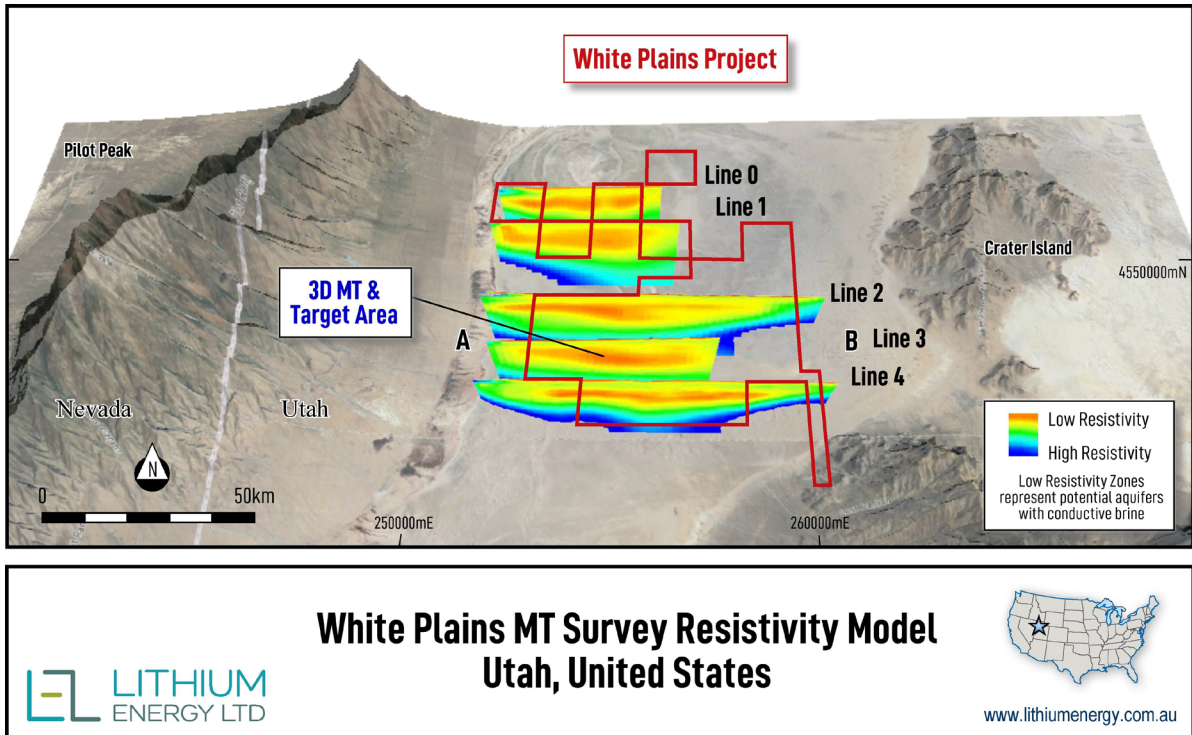 White Plains Project
Pilot Peak
Line 0
Line 1
Crater Island
4550000mN
3D MT &
Target Area
Line 2
A
B
Line 3
Line 4
Nevada
Utah
N
0
50km
250000mE
260000mE
Low Resistivity
High Resistivity
Low Resistivity Zones
represent potential aquifers
with conductive brine
White Plains MT Survey Resistivity Model
Utah, United States
LITHIUM
ENERGY LTD
www.lithiumenergy.com.au